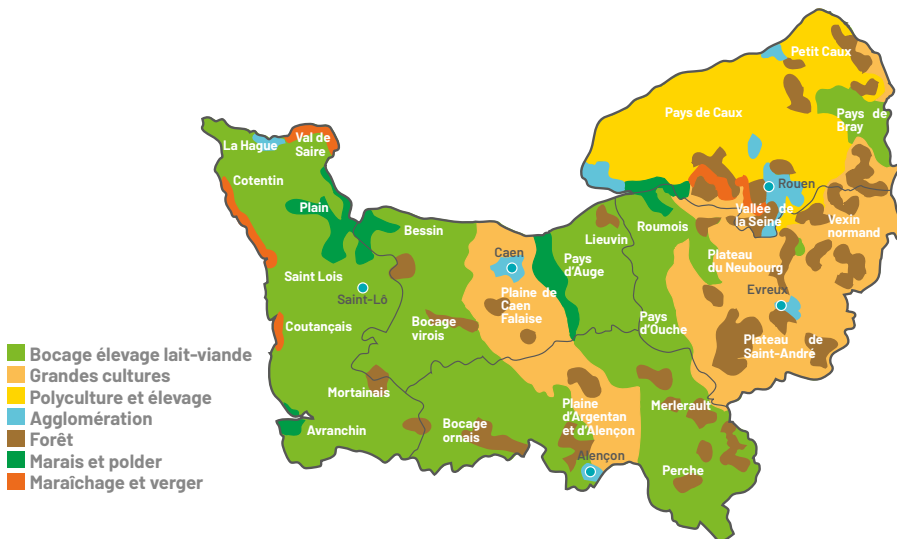 Petit Caux
Pays de Caux
Pays de
Bray
La Hague
Val de
Saire
Cotentin
Rouen
Plain
Vallée de
la Seine
Vexin
normand
Bessin
Roumois
Lieuvin
Caen
Pays
d'Auge
Plateau
du Neubourg
Saint Lois
Saint-Lô
Evreux
Plaine de
Caen
Falaise
Coutançais
Bocage
virois
Pays
d'Ouche
Plateau de
Saint-André
Mortainais
Avranchin
Bocage
ornais
Plaine
d'Argentan
et d'Alençon
Merlerault
Alençon
Perche
Bocage élevage lait-viande
Grandes cultures
Polyculture et élevage
Agglomération
Forêt
Marais et polder
Maraîchage et verger